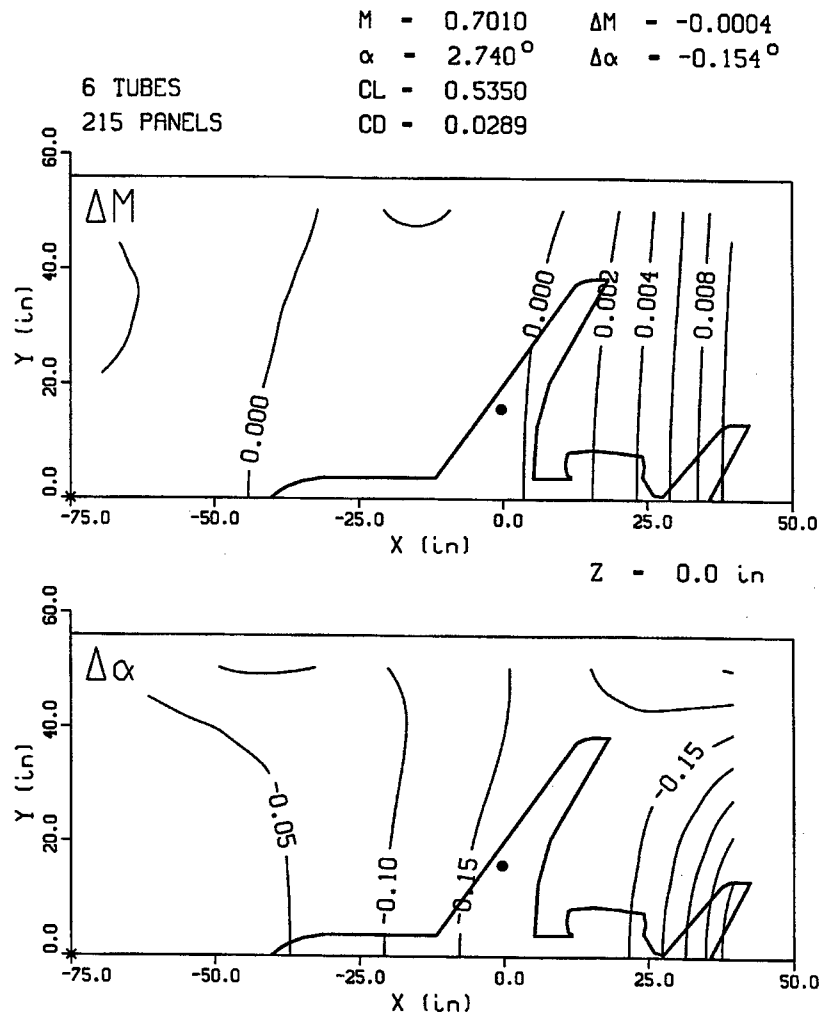 M - 0.7010 ΔM - -0.0004
α - 2.740° Δα - -0.154°
6 TUBES CL - 0.5350
215 PANELS CD - 0.0289
60.0
40.0
20.0
0.0
Y (in)
ΔM
0.000
0.000
0.002
0.004
0.008
-75.0 -50.0 -25.0 0.0 25.0 50.0
X (in)
Z - 0.0 in
60.0
40.0
20.0
0.0
Y (in)
Δα
-0.05
-0.10
-0.15
-0.15
-75.0 -50.0 -25.0 0.0 25.0 50.0
X (in)